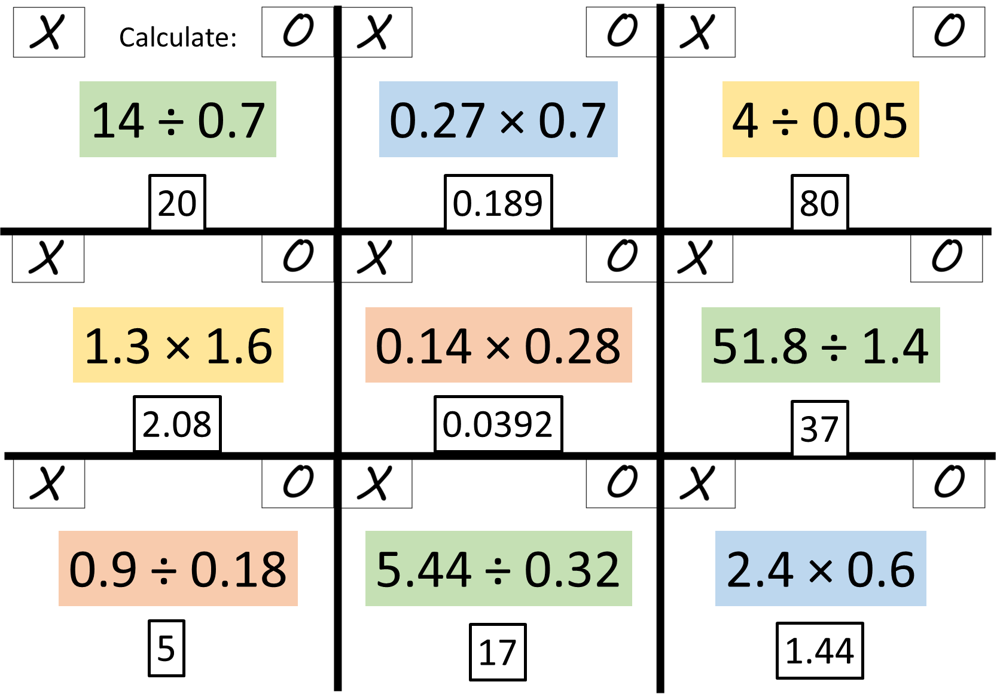 X Calculate: O X O X O
14 ÷ 0.7 0.27 × 0.7 4 ÷ 0.05
20 0.189 80
X O X O X O
1.3 × 1.6 0.14 × 0.28 51.8 ÷ 1.4
2.08 0.0392 37
X O X O X O
0.9 ÷ 0.18 5.44 ÷ 0.32 2.4 × 0.6
5 17 1.44